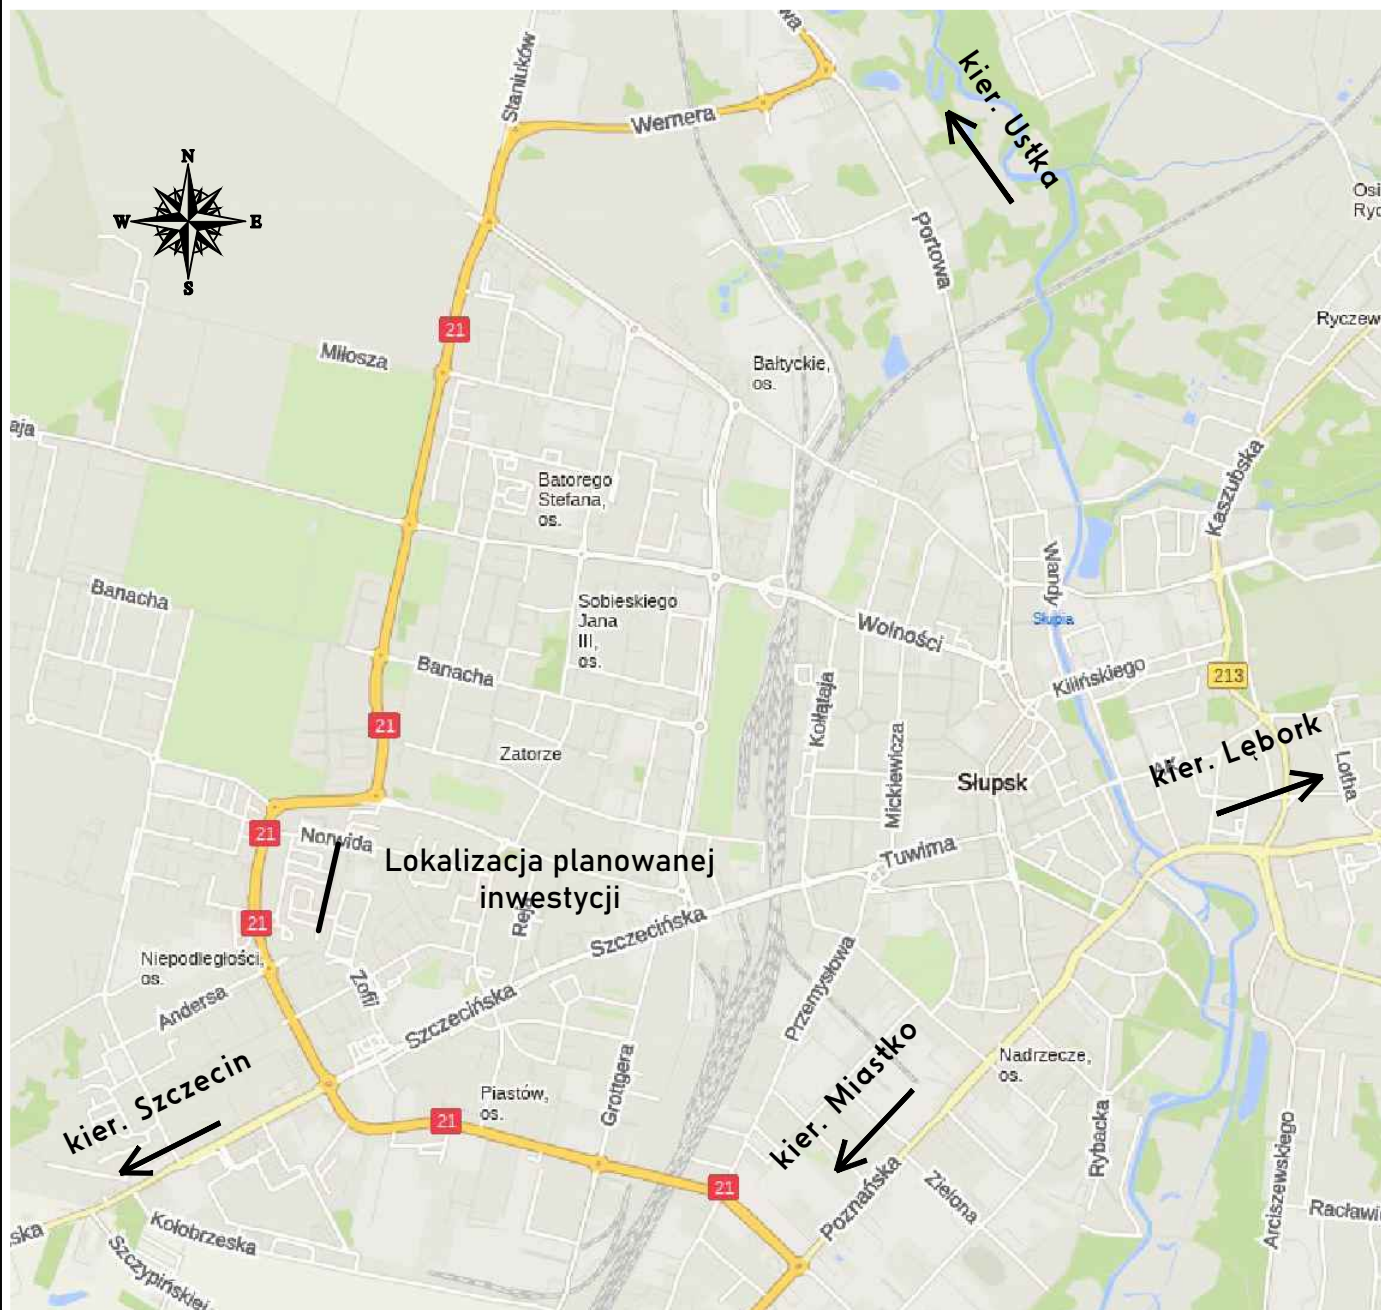 wa
Staniuków
Wernera
kier. Ustka
N
W
E
S
Osi
Ryc
Portowa
21
Ryczew
Miłosza
Bałtyckie,
os.
aja
Batorego
Stefana,
os.
Kaszubska
Wandy
Banacha
Sobieskiego
Jana
III,
os.
Słupia
Wolności
Banacha
Kilińskiego
213
Kołłątaja
21
Mickiewicza
Zatorze
Słupsk
AK
kier. Lębork
Lotha
21
Norwida
Lokalizacja planowanej
inwestycji
Tuwima
Reja
21
Szczecińska
Niepodległości,
os.
Zofii
Andersa
Szczecińska
Przemysłowa
Nadrzecze,
os.
kier. Szczecin
Piastów,
os.
Grottgera
kier. Miastko
21
Rybacka
Arciszewskiego
21
Poznańska
Zielona
Racławi
ska
Kołobrzeska
Szczypińskiej